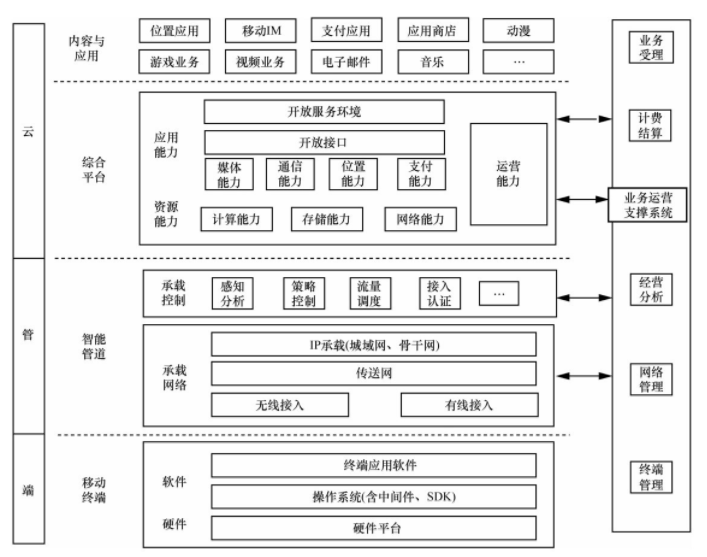 云
管
端
内容与
应用
位置应用
移动IM
支付应用
应用商店
动漫
游戏业务
视频业务
电子邮件
音乐
…
综合
平台
应用
能力
开放服务环境
开放接口
媒体
能力
通信
能力
位置
能力
支付
能力
资源
能力
计算能力
存储能力
网络能力
运营
能力
智能
管道
承载
控制
感知
分析
策略
控制
流量
调度
接入
认证
…
承载
网络
IP承载(城域网、骨干网)
传送网
无线接入
有线接入
移动
终端
软件
终端应用软件
操作系统(含中间件、SDK)
硬件
硬件平台
业务
受理
计费
结算
业务运营
支撑系统
经营
分析
网络
管理
终端
管理